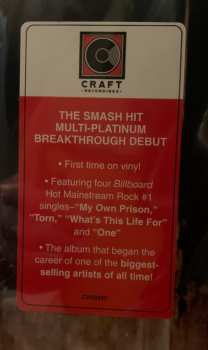 CRAFT
RECORDINGS
THE SMASH HIT
MULTI-PLATINUM
BREAKTHROUGH DEBUT
• First time on vinyl
• Featuring four Billboard
Hot Mainstream Rock #1
singles–"My Own Prison,"
"Torn," "What's This Life For"
and "One"
• The album that began the
career of one of the biggest-
selling artists of all time!